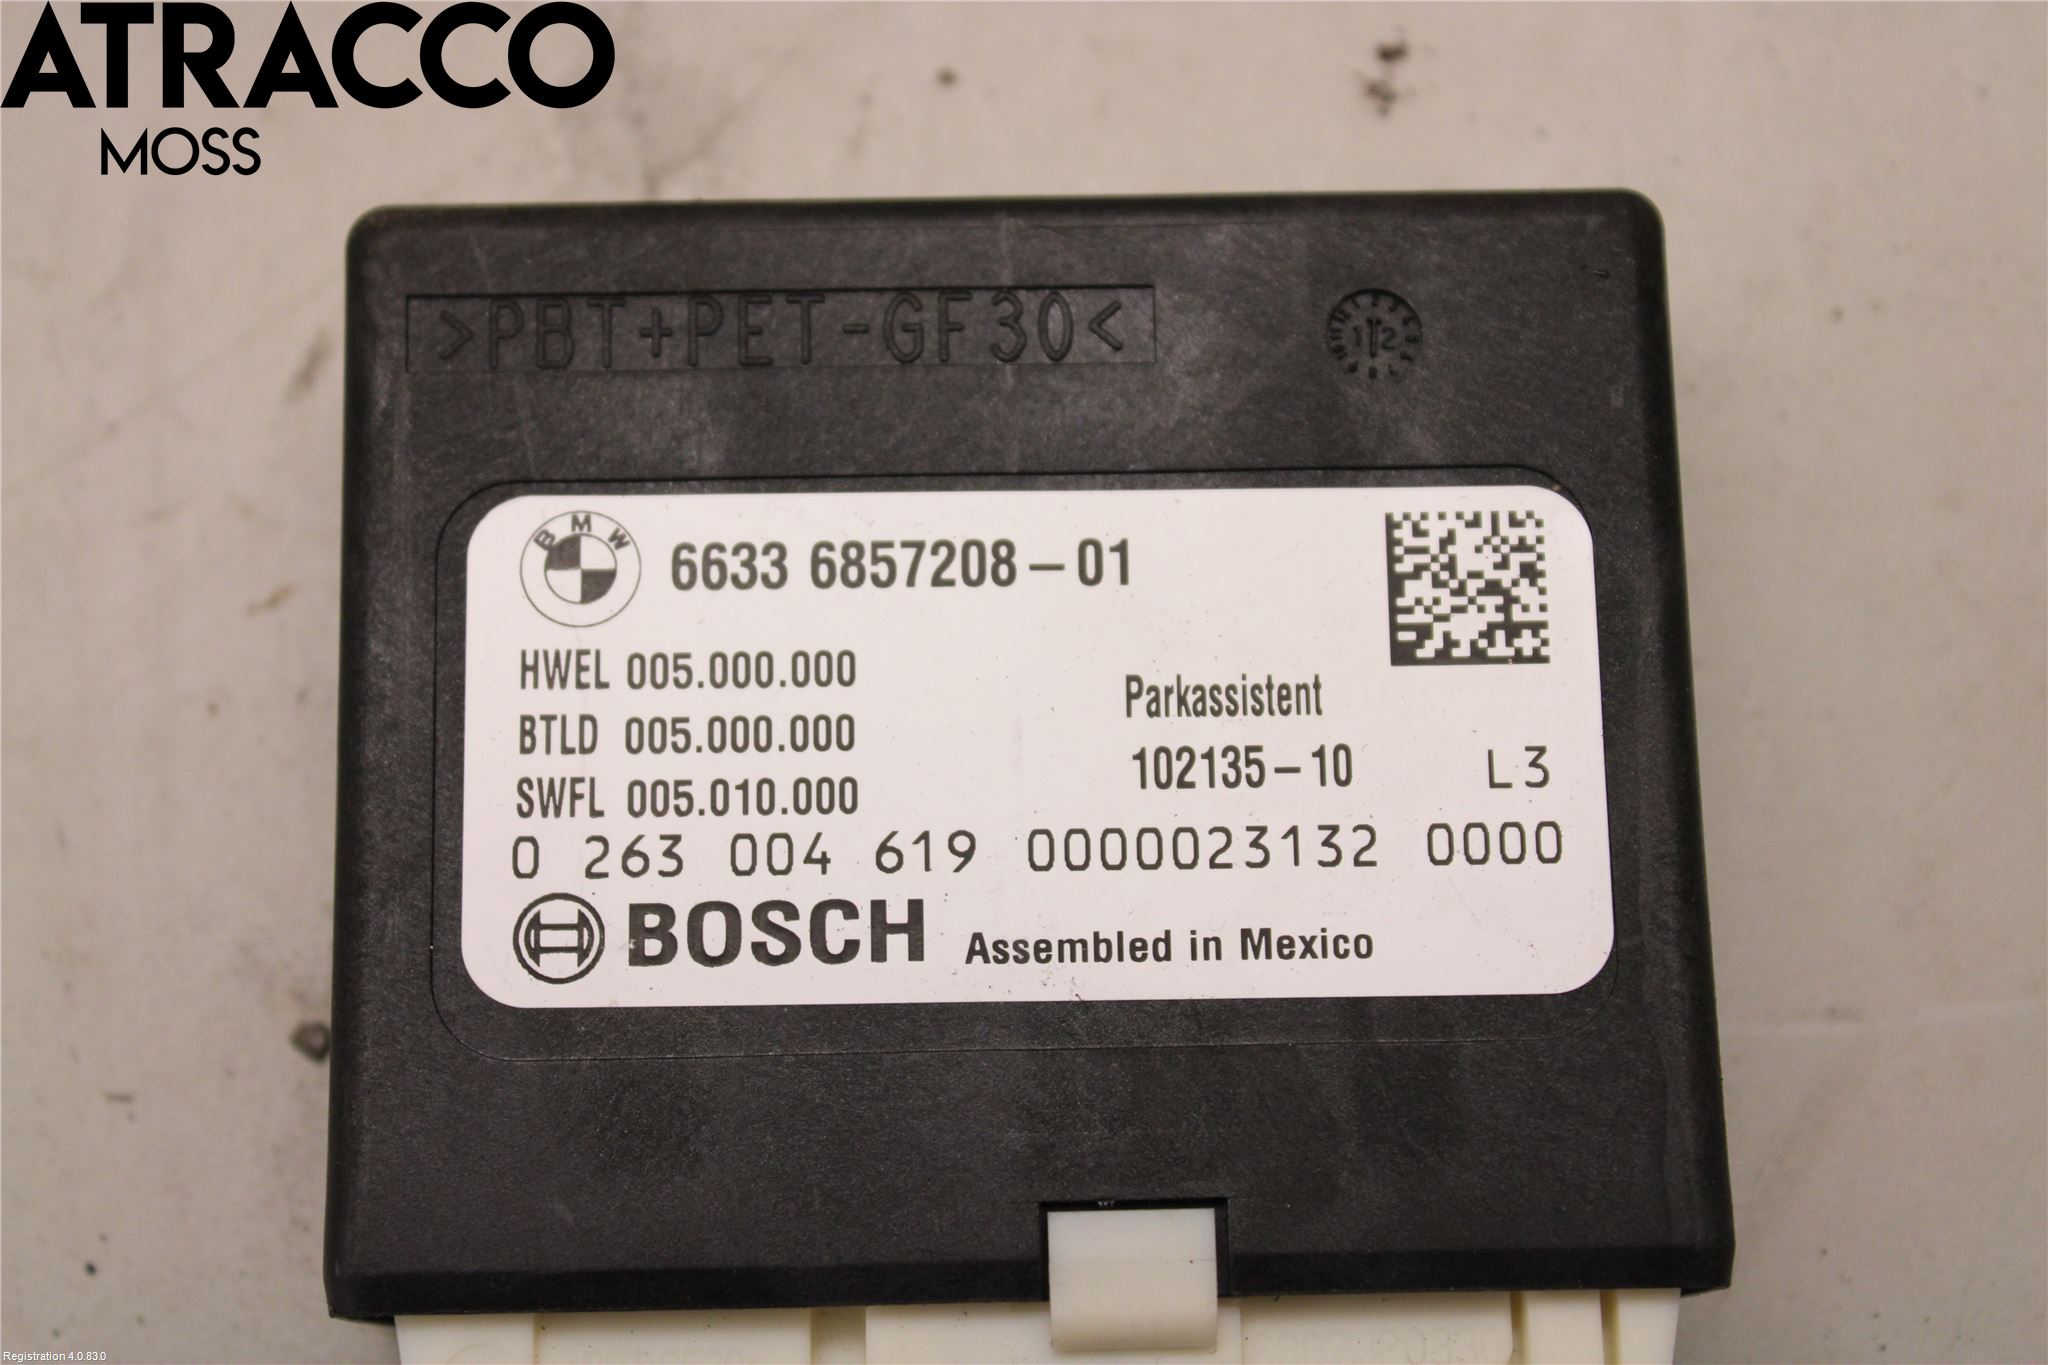 ATRACCO
MOSS
>PBT+PET-GF30<
12
BMW
6633 6857208-01
HWEL 005.000.000
BTLD 005.000.000
Parkassistent
SWFL 005.010.000
102135-10 L3
0 263 004 619 0000023132 0000
BOSCH Assembled in Mexico
Registration 4.0.83.0